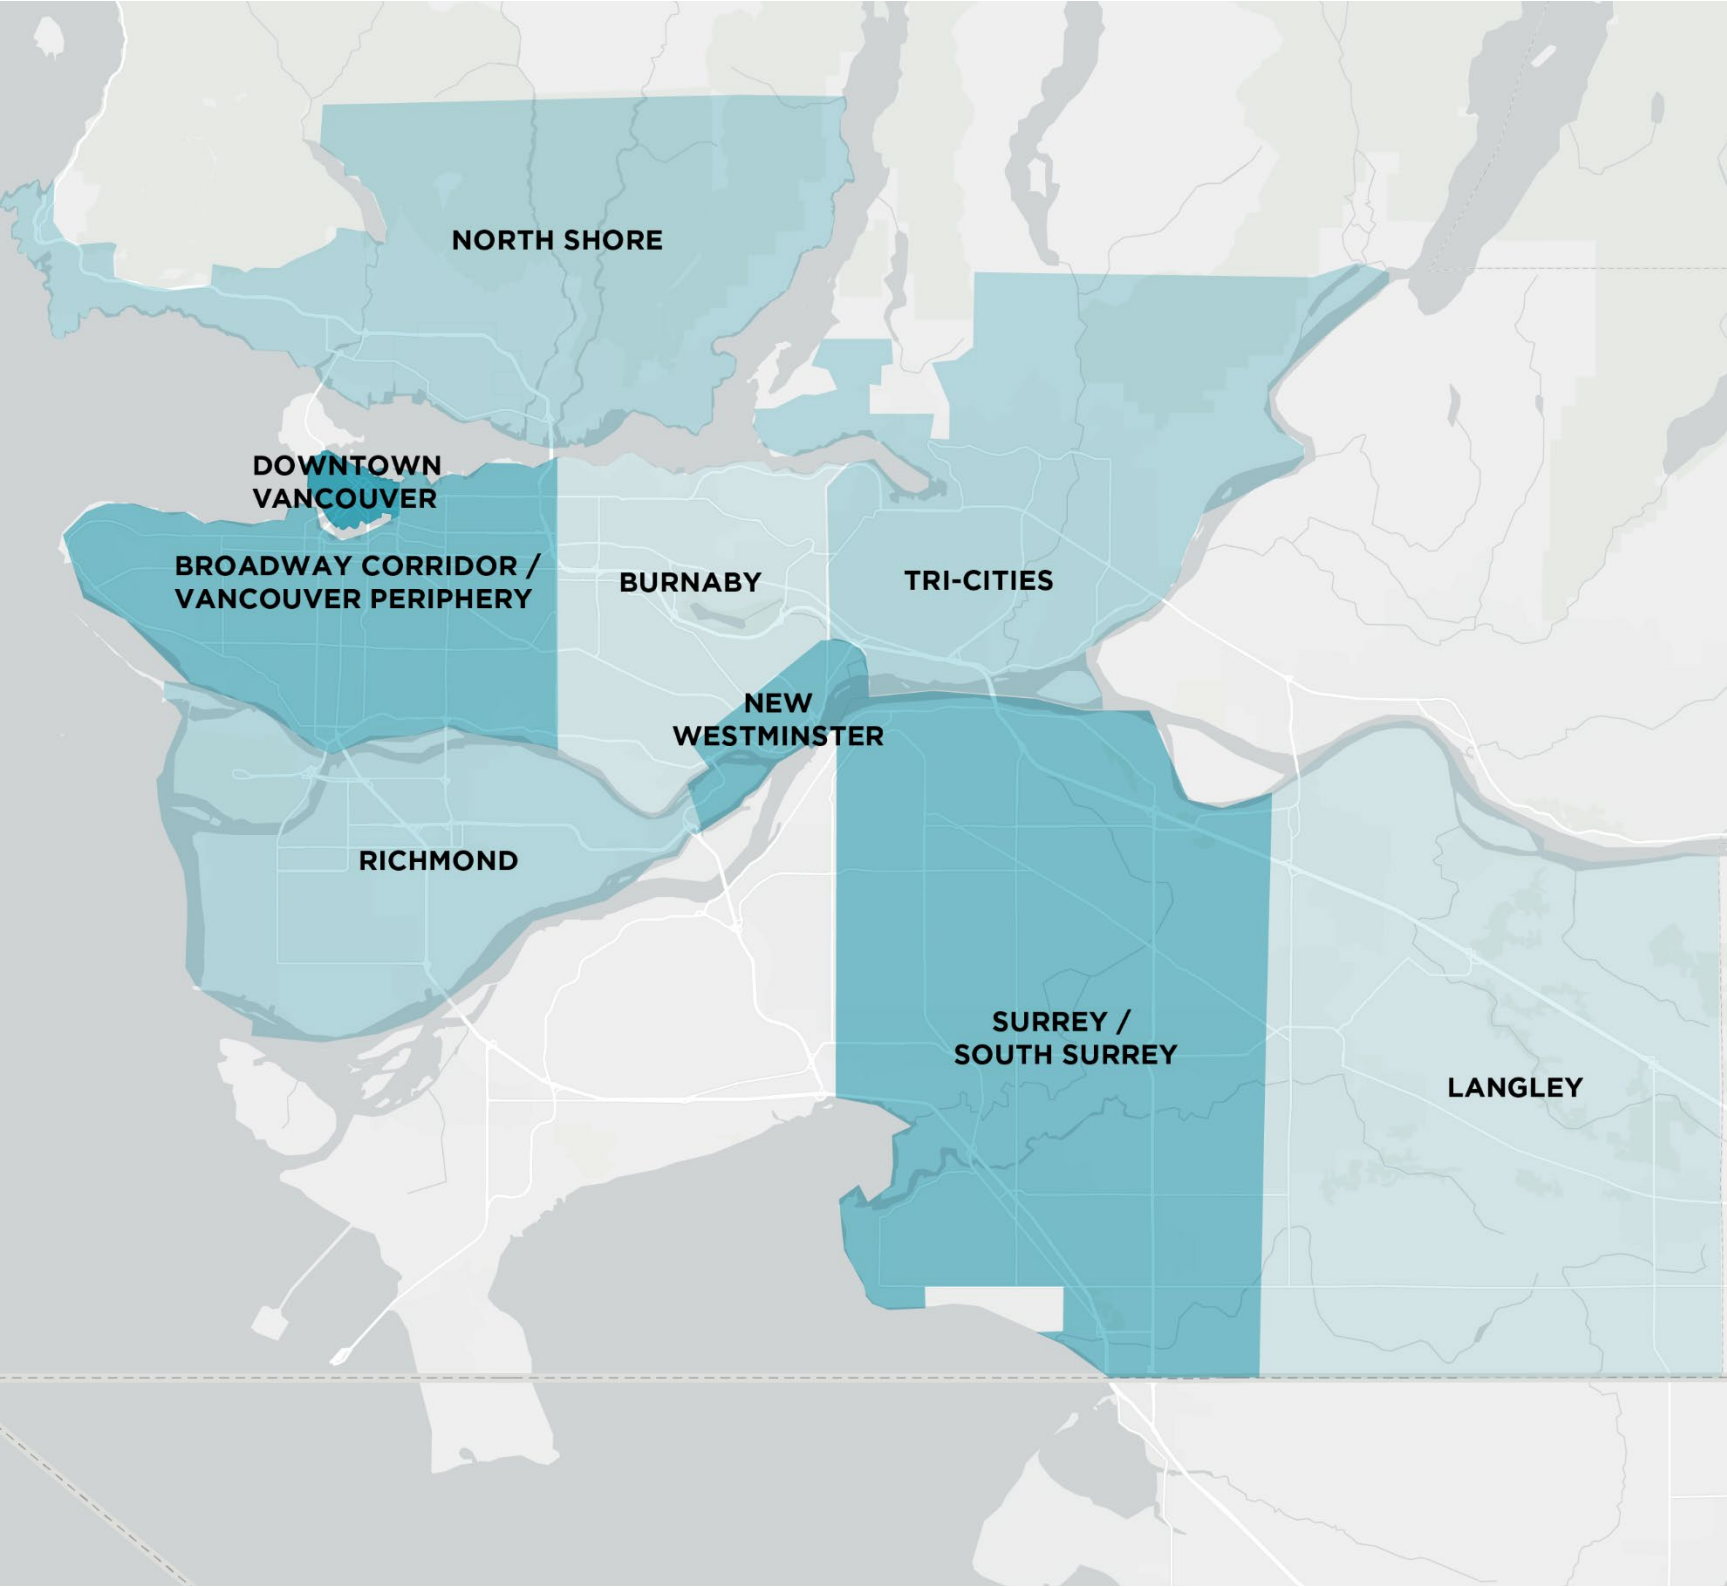 NORTH SHORE
DOWNTOWN
VANCOUVER
BROADWAY CORRIDOR /
VANCOUVER PERIPHERY
BURNABY
TRI-CITIES
NEW
WESTMINSTER
RICHMOND
SURREY /
SOUTH SURREY
LANGLEY